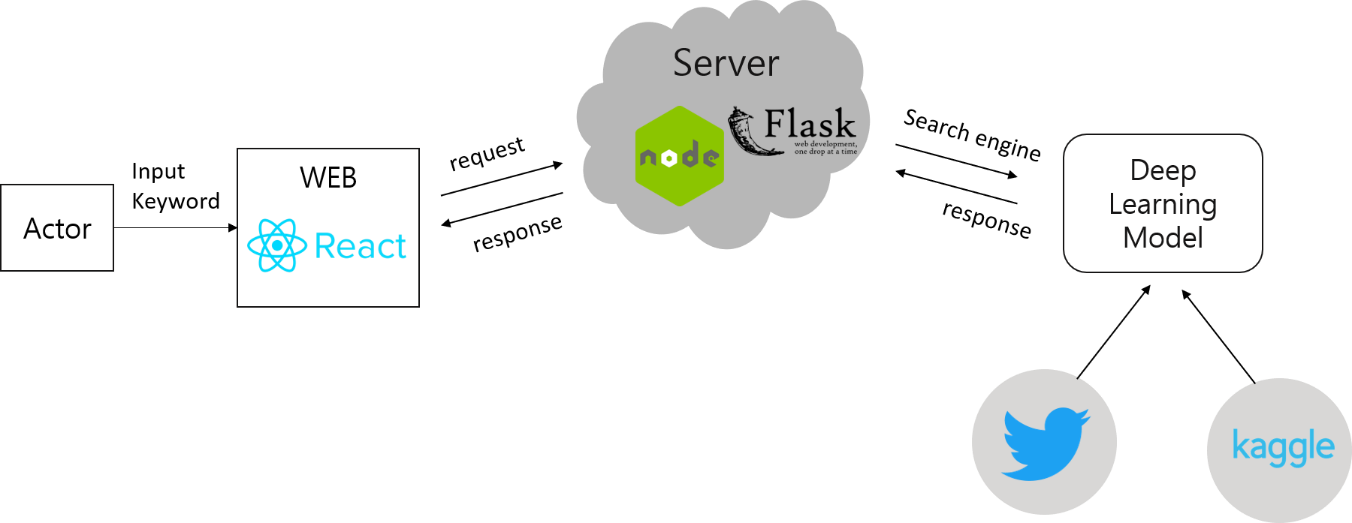 Actor
Input
Keyword
WEB
React
request
response
Server
node
Flask
web development,
one drop at a time
Search engine
response
Deep
Learning
Model
kaggle